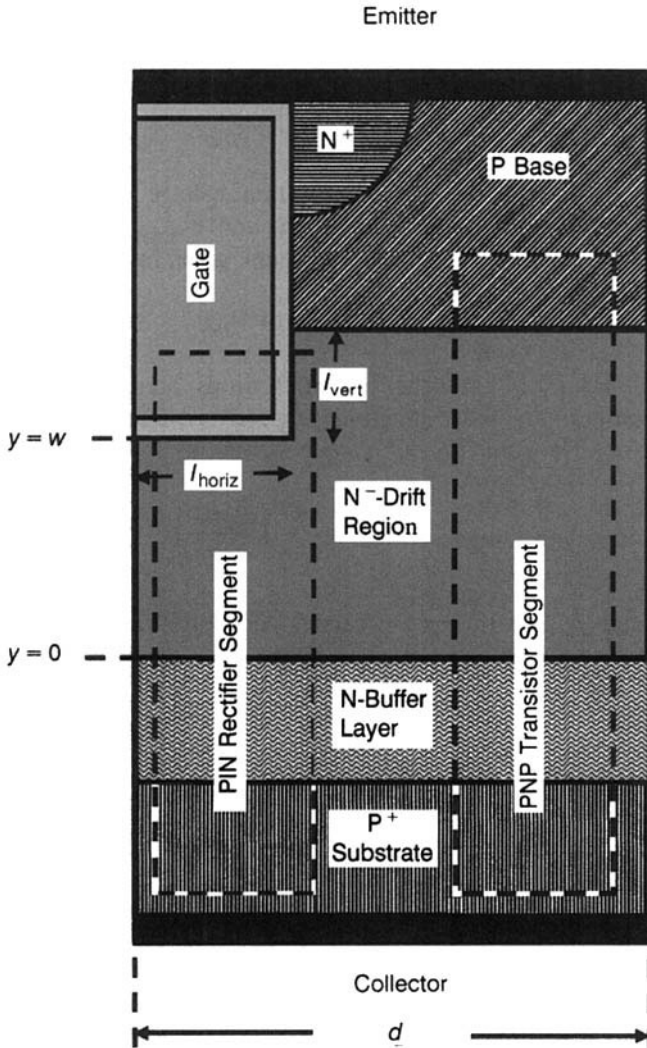 Emitter
N+
P Base
Gate
lvert
y = w
lhoriz
N−-Drift
Region
PIN Rectifier Segment
PNP Transistor Segment
y = 0
N-Buffer
Layer
P+
Substrate
Collector
d